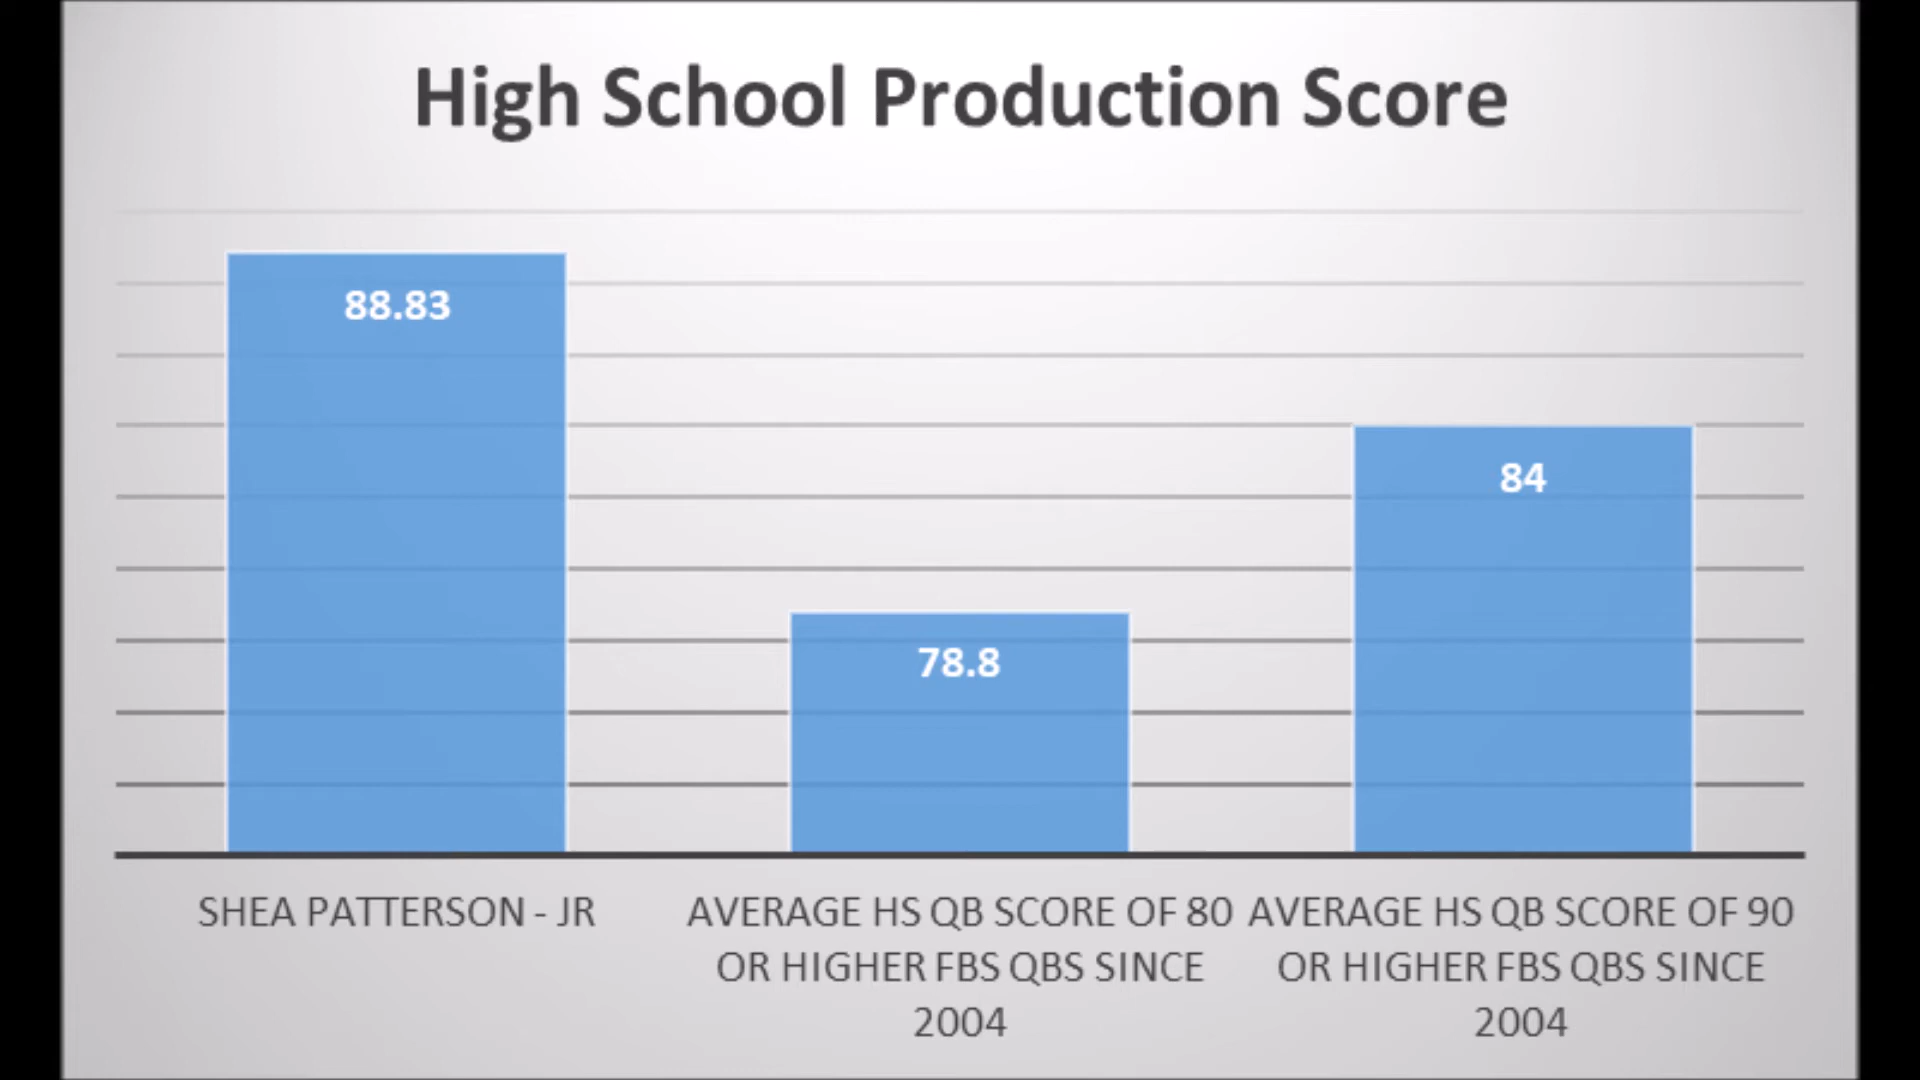 High School Production Score
88.83
78.8
84
SHEA PATTERSON - JR
AVERAGE HS QB SCORE OF 80
OR HIGHER FBS QBS SINCE
2004
AVERAGE HS QB SCORE OF 90
OR HIGHER FBS QBS SINCE
2004